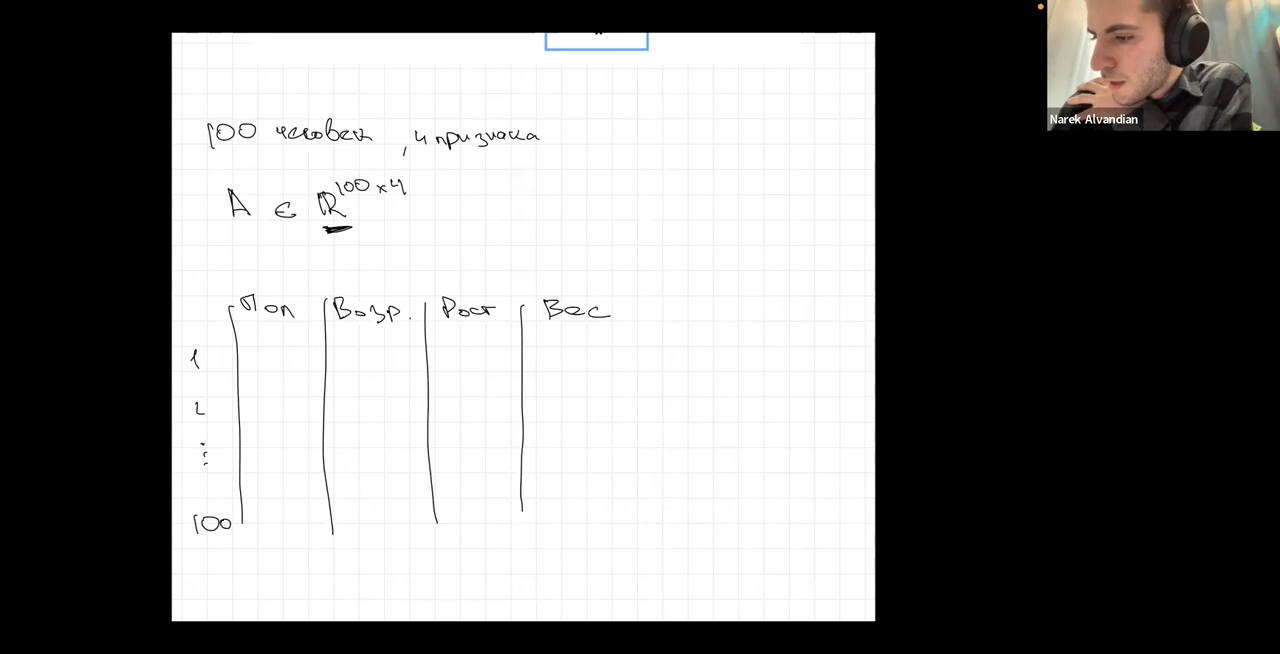 100 человек, 4 признака
A ∈ ℝ^{100×4}
Пол Возр. Рост Вес
1
2
⋮
100
Narek Alvandian